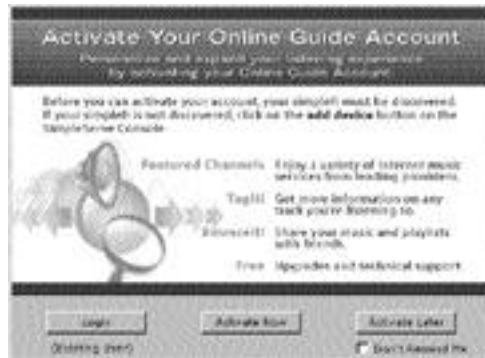 Activate Your Online Guide Account
Personalize and expand your listening experience
by activating your Online Guide Account
Before you can activate your account, your simplefi must be discovered.
If your simplefi is not discovered, click on the add device button on the
SimpleServe Console
Featured Channels Enjoy a variety of Internet music
services from leading providers.
Tag It! Get more information on any
track you're listening to.
Share your music and playlists
with friends.
Free Upgrades and technical support
Login
Activate Now
Activate Later
(Existing User)
Don't Remind Me